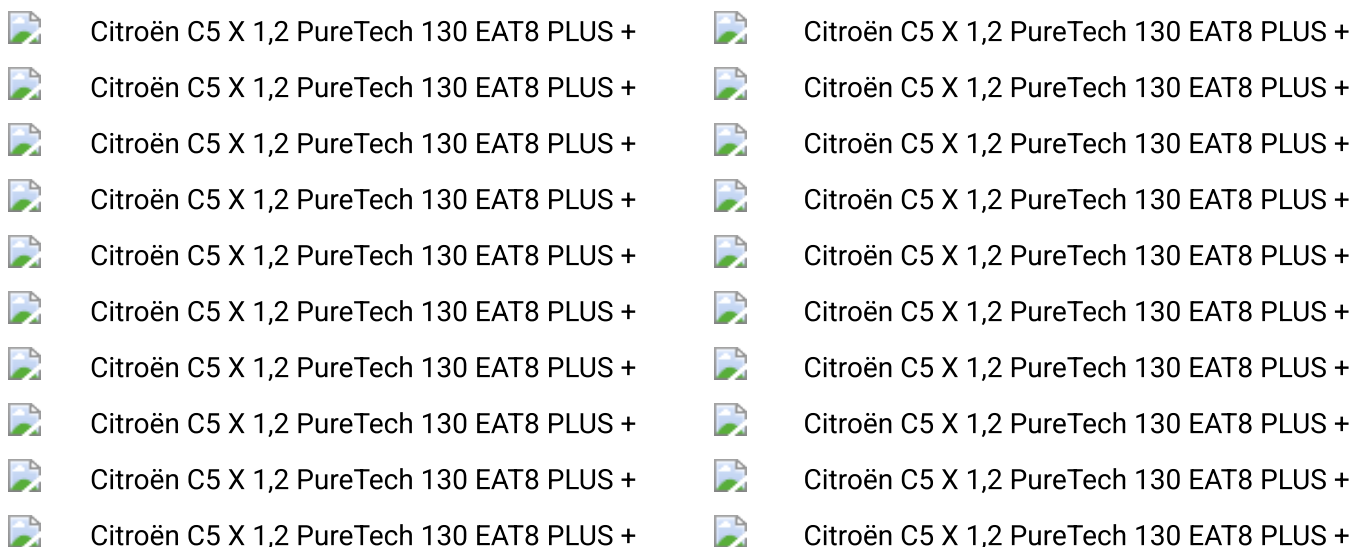 Citroën C5 X 1,2 PureTech 130 EAT8 PLUS + Citroën C5 X 1,2 PureTech 130 EAT8 PLUS +
Citroën C5 X 1,2 PureTech 130 EAT8 PLUS + Citroën C5 X 1,2 PureTech 130 EAT8 PLUS +
Citroën C5 X 1,2 PureTech 130 EAT8 PLUS + Citroën C5 X 1,2 PureTech 130 EAT8 PLUS +
Citroën C5 X 1,2 PureTech 130 EAT8 PLUS + Citroën C5 X 1,2 PureTech 130 EAT8 PLUS +
Citroën C5 X 1,2 PureTech 130 EAT8 PLUS + Citroën C5 X 1,2 PureTech 130 EAT8 PLUS +
Citroën C5 X 1,2 PureTech 130 EAT8 PLUS + Citroën C5 X 1,2 PureTech 130 EAT8 PLUS +
Citroën C5 X 1,2 PureTech 130 EAT8 PLUS + Citroën C5 X 1,2 PureTech 130 EAT8 PLUS +
Citroën C5 X 1,2 PureTech 130 EAT8 PLUS + Citroën C5 X 1,2 PureTech 130 EAT8 PLUS +
Citroën C5 X 1,2 PureTech 130 EAT8 PLUS + Citroën C5 X 1,2 PureTech 130 EAT8 PLUS +
Citroën C5 X 1,2 PureTech 130 EAT8 PLUS + Citroën C5 X 1,2 PureTech 130 EAT8 PLUS +